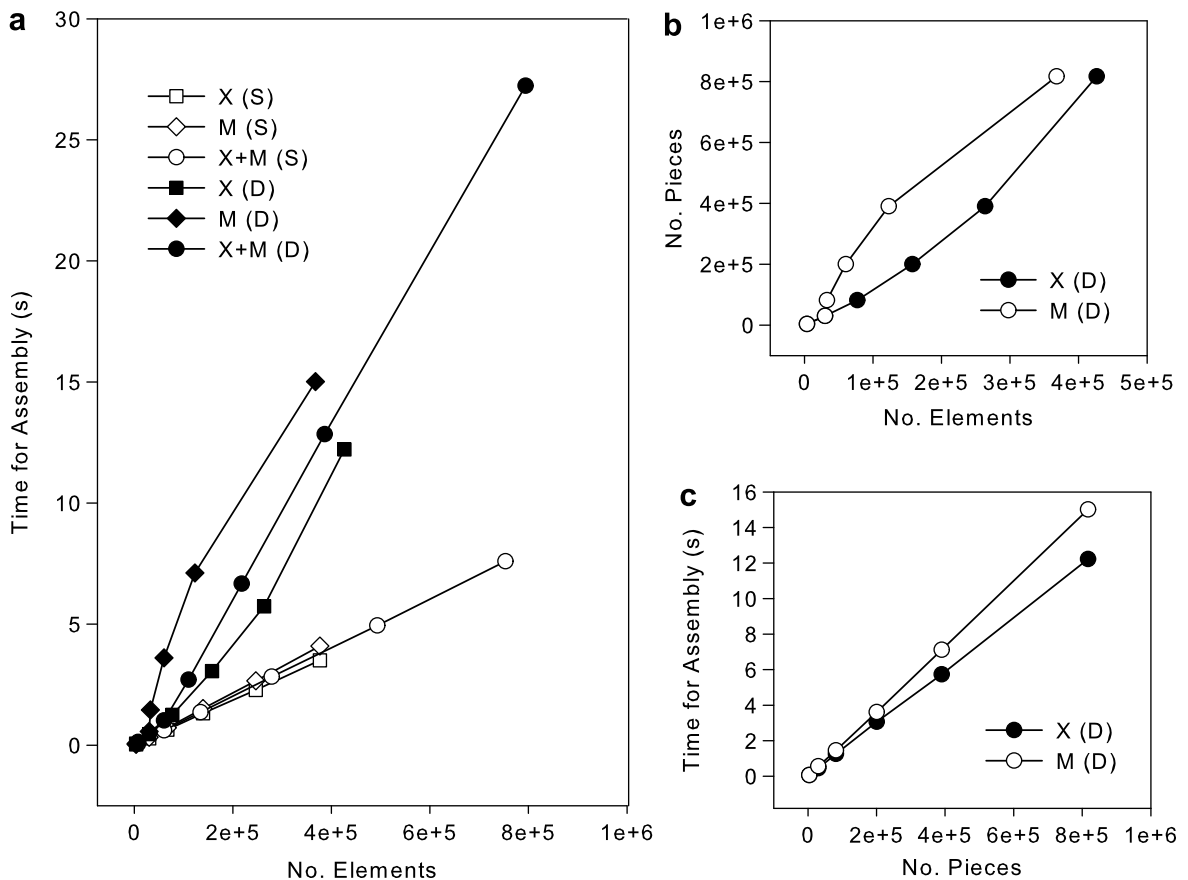 a
30
25
20
15
10
5
0
Time for Assembly (s)
X (S)
M (S)
X+M (S)
X (D)
M (D)
X+M (D)
0 2e+5 4e+5 6e+5 8e+5 1e+6
No. Elements
b
1e+6
8e+5
6e+5
4e+5
2e+5
0
No. Pieces
X (D)
M (D)
0 1e+5 2e+5 3e+5 4e+5 5e+5
No. Elements
c
16
14
12
10
8
6
4
2
0
Time for Assembly (s)
X (D)
M (D)
0 2e+5 4e+5 6e+5 8e+5 1e+6
No. Pieces